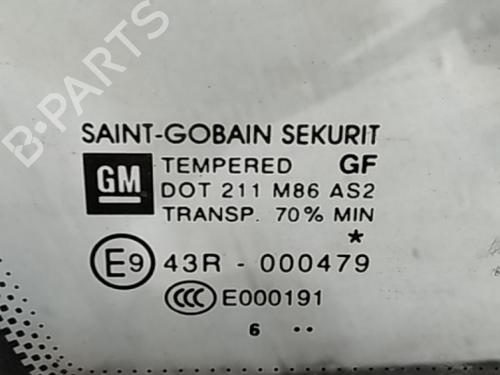 B-PARTS
SAINT-GOBAIN SEKURIT
GM TEMPERED GF
DOT 211 M86 AS2
TRANSP. 70% MIN
*
E9 43R - 000479
CCC E000191
6 ..